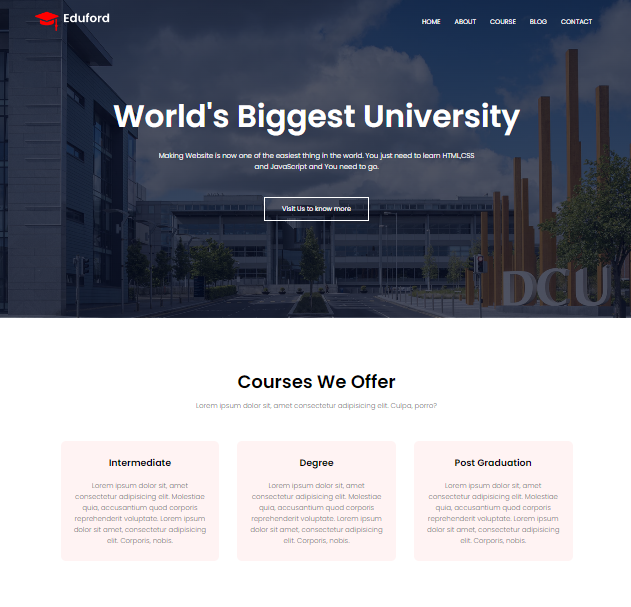 Eduford
HOME ABOUT COURSE BLOG CONTACT
World's Biggest University
Making Website is now one of the easiest thing in the world. You just need to learn HTML,CSS
and JavaScript and You need to go.
Visit Us to know more
DCU
Courses We Offer
Lorem ipsum dolor sit, amet consectetur adipisicing elit. Culpa, porro?
Intermediate
Lorem ipsum dolor sit, amet
consectetur adipisicing elit. Molestiae
quia, accusantium quod corporis
reprehenderit voluptate. Lorem ipsum
dolor sit amet, consectetur adipisicing
elit. Corporis, nobis.
Degree
Lorem ipsum dolor sit, amet
consectetur adipisicing elit. Molestiae
quia, accusantium quod corporis
reprehenderit voluptate. Lorem ipsum
dolor sit amet, consectetur adipisicing
elit. Corporis, nobis.
Post Graduation
Lorem ipsum dolor sit, amet
consectetur adipisicing elit. Molestiae
quia, accusantium quod corporis
reprehenderit voluptate. Lorem ipsum
dolor sit amet, consectetur adipisicing
elit. Corporis, nobis.